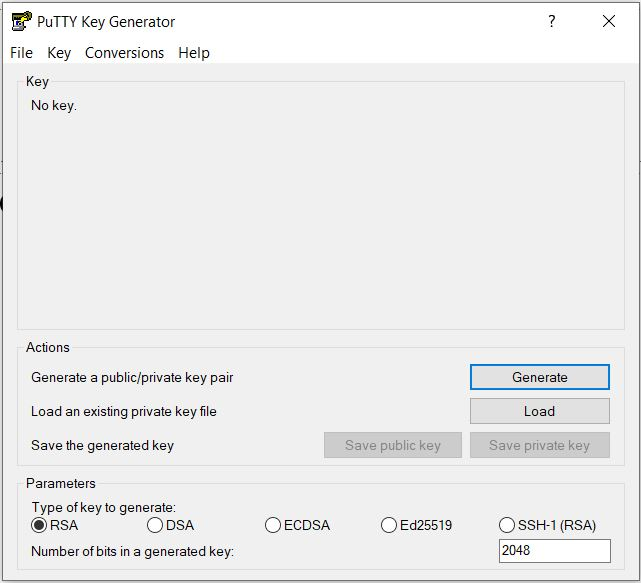 PuTTY Key Generator ?
File Key Conversions Help
Key
No key.
Actions
Generate a public/private key pair Generate
Load an existing private key file Load
Save the generated key Save public key Save private key
Parameters
Type of key to generate:
RSA DSA ECDSA Ed25519 SSH-1 (RSA)
Number of bits in a generated key: 2048